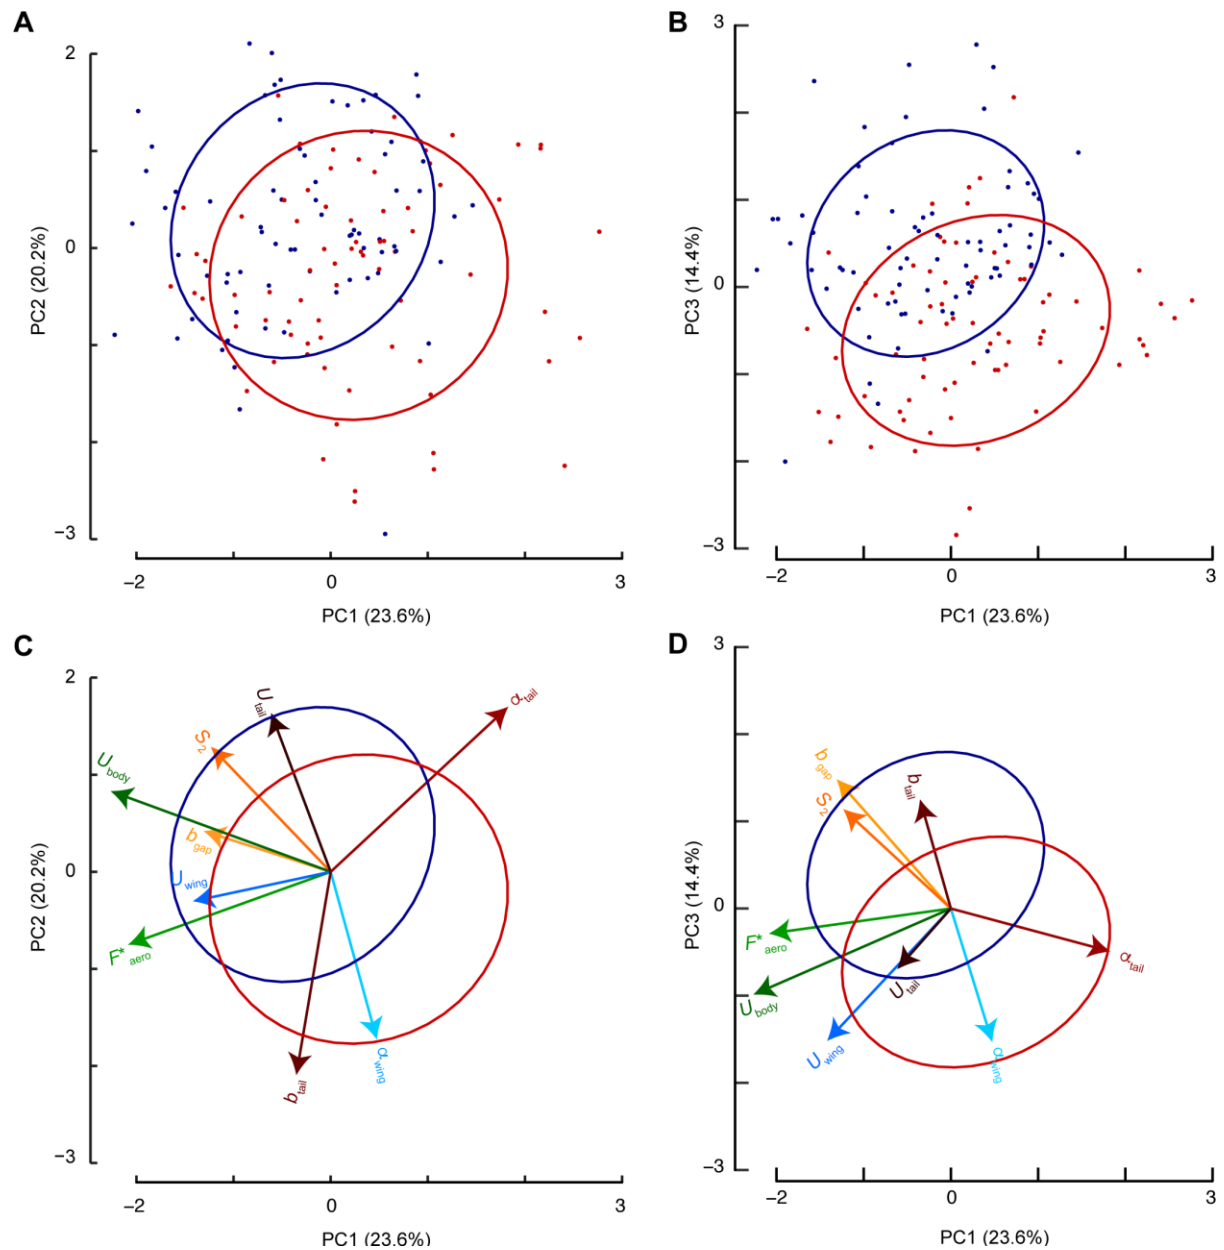 A
B
2
0
−3
PC2 (20.2%)
−2
0
3
PC1 (23.6%)
3
0
−3
PC3 (14.4%)
−2
0
3
PC1 (23.6%)
C
D
2
0
−3
PC2 (20.2%)
U tail
S2
U body
b gap
U wing
F* aero
b tail
α wing
α tail
−2
0
3
PC1 (23.6%)
3
0
−3
PC3 (14.4%)
b gap
S2
b tail
F* aero
U body
U tail
U wing
α wing
α tail
−2
0
3
PC1 (23.6%)